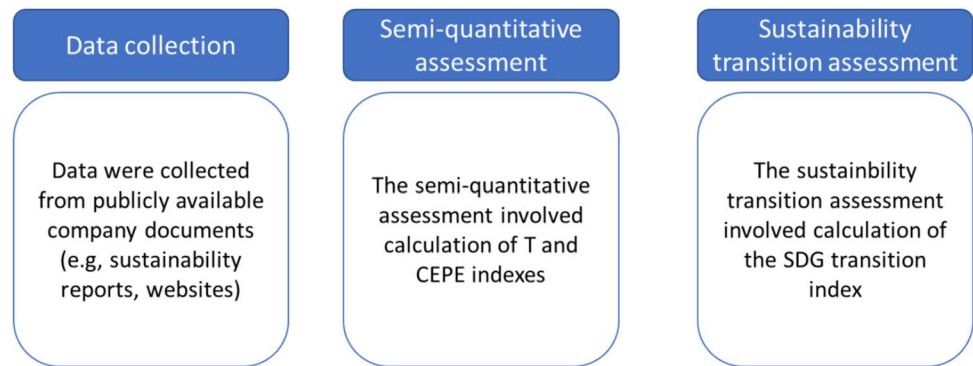 Data collection
Data were collected
from publicly available
company documents
(e.g, sustainability
reports, websites)
Semi-quantitative
assessment
The semi-quantitative
assessment involved
calculation of T and
CEPE indexes
Sustainability
transition assessment
The sustainbility
transition assessment
involved calculation of
the SDG transition
index